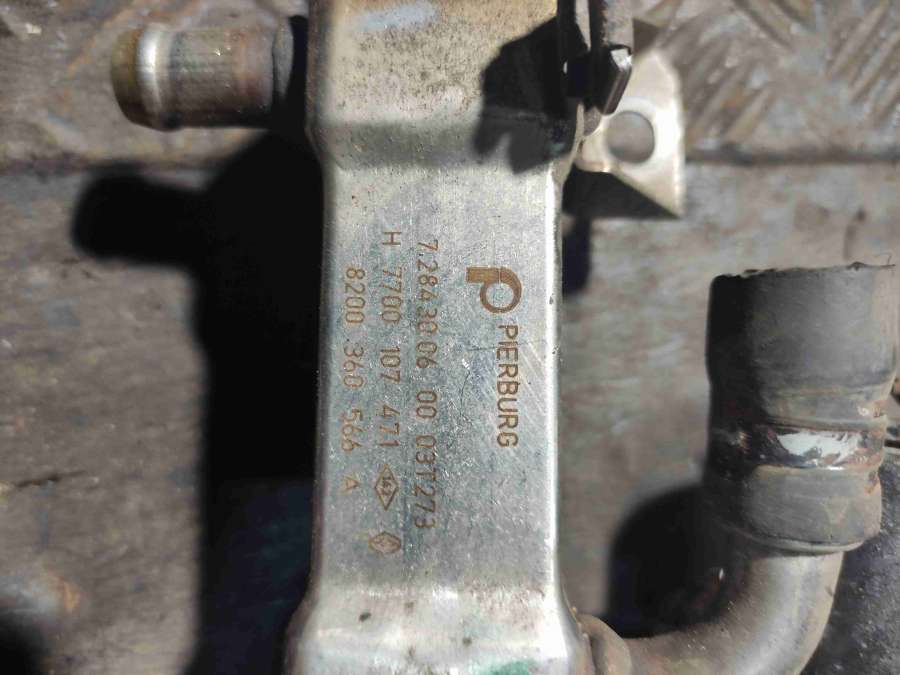 PIERBURG
7.28430.06 00 03T273
H 7700 107 471
8200 360 566 A